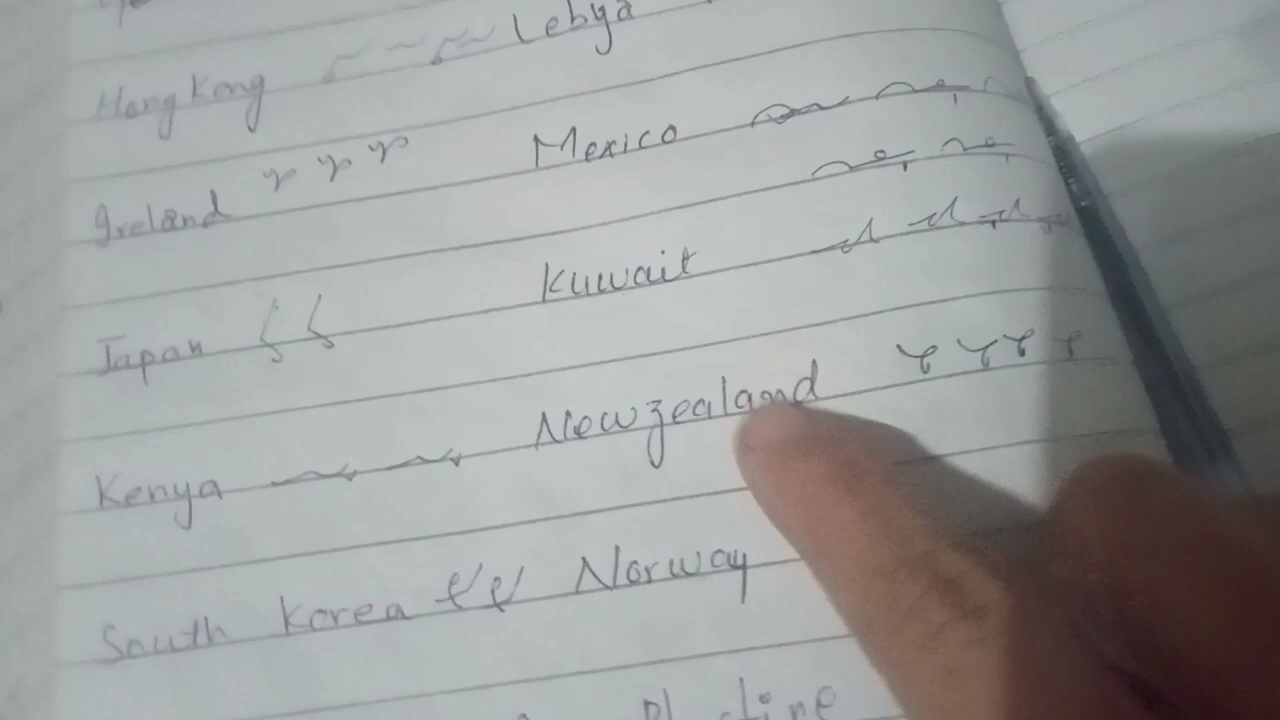 Hong Kong Lebya
Ireland Mexico
Japan Kuwait
Kenya Newzealand
South Korea Norway